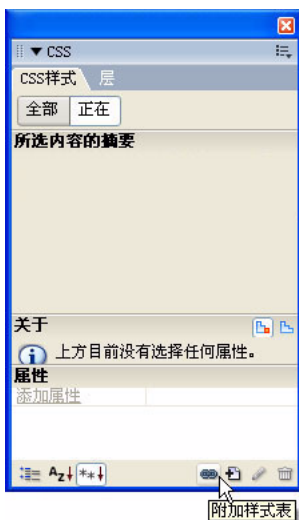 CSS
CSS样式 层
全部 正在
所选内容的摘要
关于
上方目前没有选择任何属性。
属性
添加属性
附加样式表